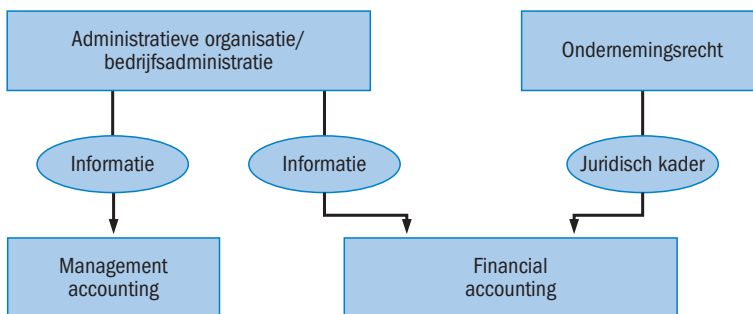 Administratieve organisatie/
bedrijfsadministratie
Ondernemingsrecht
Informatie
Informatie
Juridisch kader
Management
accounting
Financial
accounting